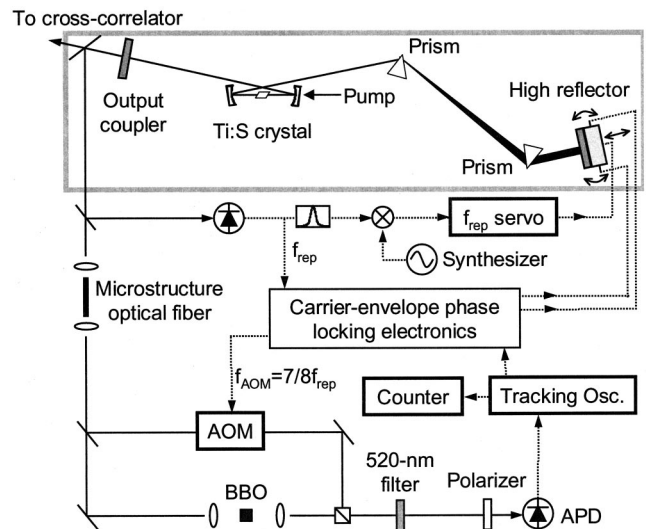 To cross-correlator
Prism
High reflector
Output
coupler
Pump
Ti:S crystal
Prism
f_rep servo
f_rep
Synthesizer
Microstructure
optical fiber
Carrier-envelope phase
locking electronics
f_AOM=7/8f_rep
Counter
Tracking Osc.
AOM
520-nm
filter
Polarizer
BBO
APD